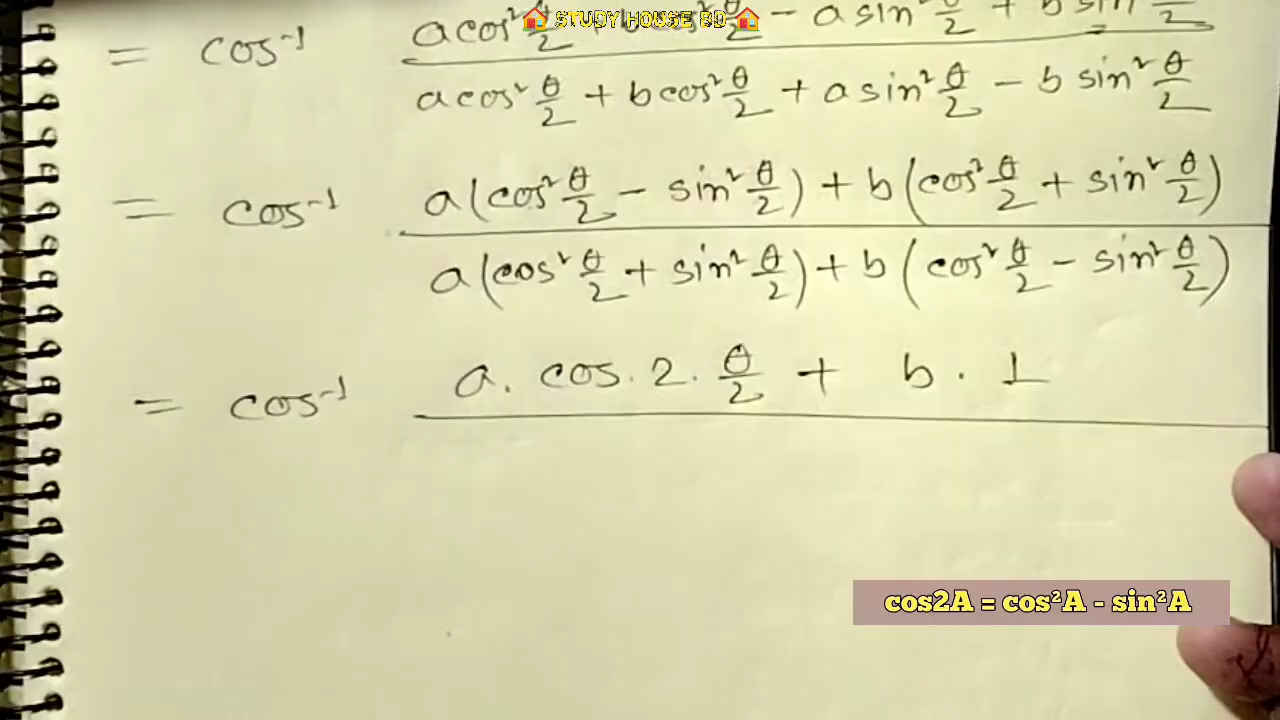 🏠 STUDY HOUSE BD 🏠
= cos⁻¹ (a cos² θ/2 + b cos² θ/2 - a sin² θ/2 + b sin² θ/2)
/ (a cos² θ/2 + b cos² θ/2 + a sin² θ/2 - b sin² θ/2)
= cos⁻¹ (a(cos² θ/2 - sin² θ/2) + b(cos² θ/2 + sin² θ/2))
/ (a(cos² θ/2 + sin² θ/2) + b(cos² θ/2 - sin² θ/2))
= cos⁻¹ a. cos. 2. θ/2 + b . 1
cos2A = cos²A - sin²A